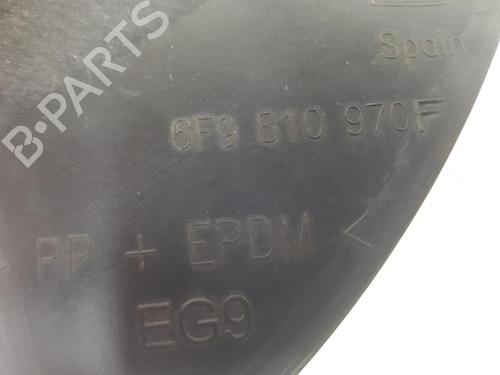 Spain
6F9 810 970F
> PP + EPDM <
EG9
B-PARTS